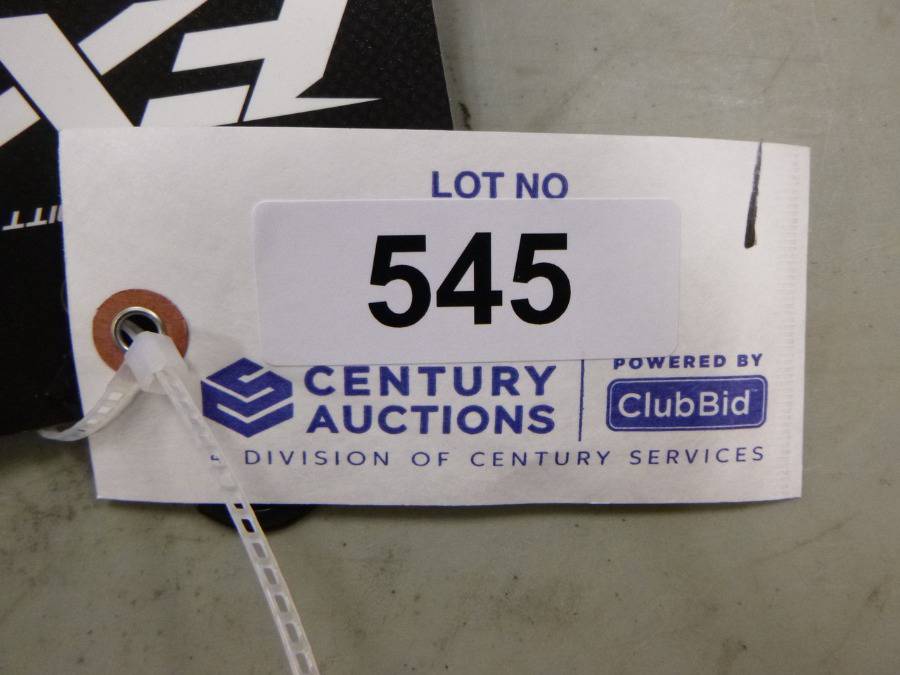 LOT NO
545
CENTURY
AUCTIONS
A DIVISION OF CENTURY SERVICES
POWERED BY
ClubBid